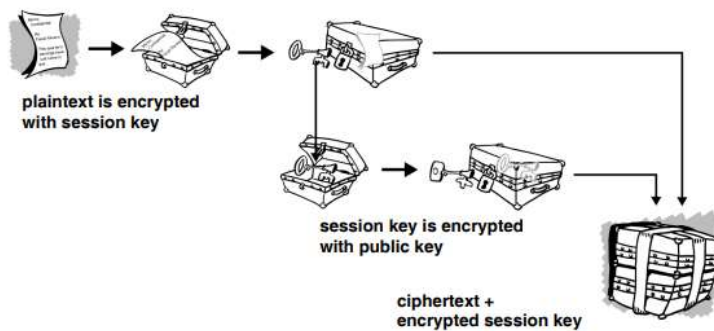 plaintext is encrypted
with session key
session key is encrypted
with public key
ciphertext +
encrypted session key